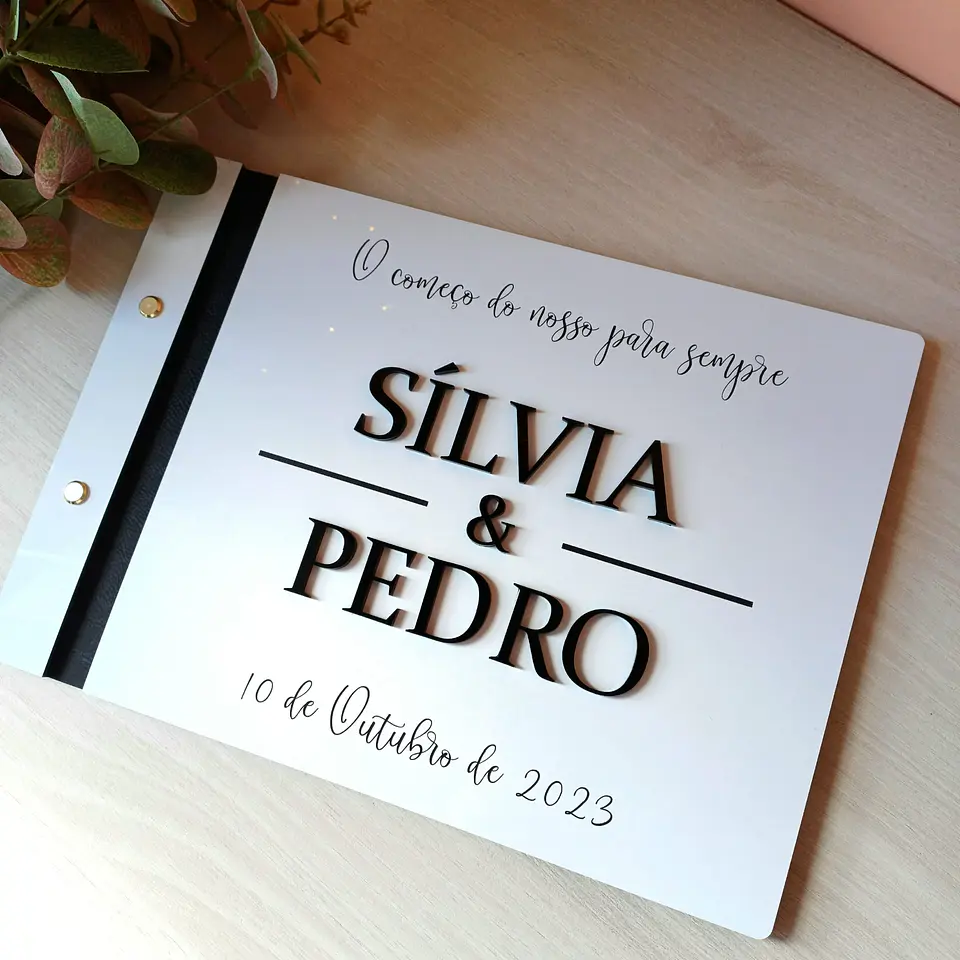 O começo do nosso para sempre
SÍLVIA
&
PEDRO
10 de Outubro de 2023